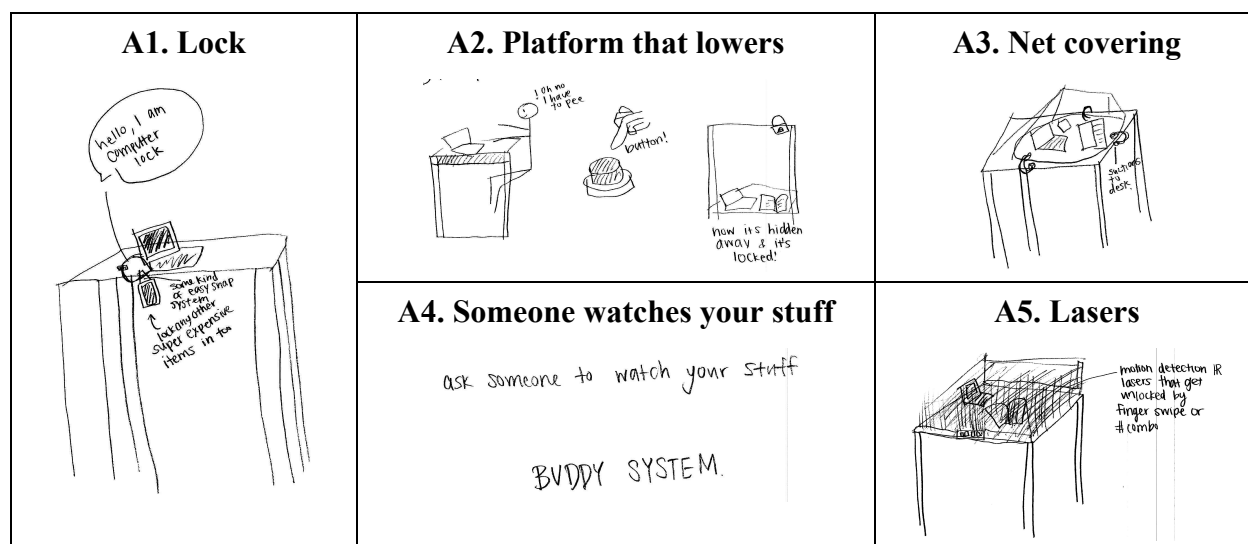 A1. Lock
hello, I am
computer
lock
some kind
of easy snap
system
lock any other
super expensive
items in too
A2. Platform that lowers
! Oh no
I have
to pee
button!
now its hidden
away & it's
locked!
A3. Net covering
suctions
to
desk
A4. Someone watches your stuff
ask someone to watch your stuff
BUDDY SYSTEM.
A5. Lasers
motion detection IR
lasers that get
unlocked by
finger swipe or
# combo